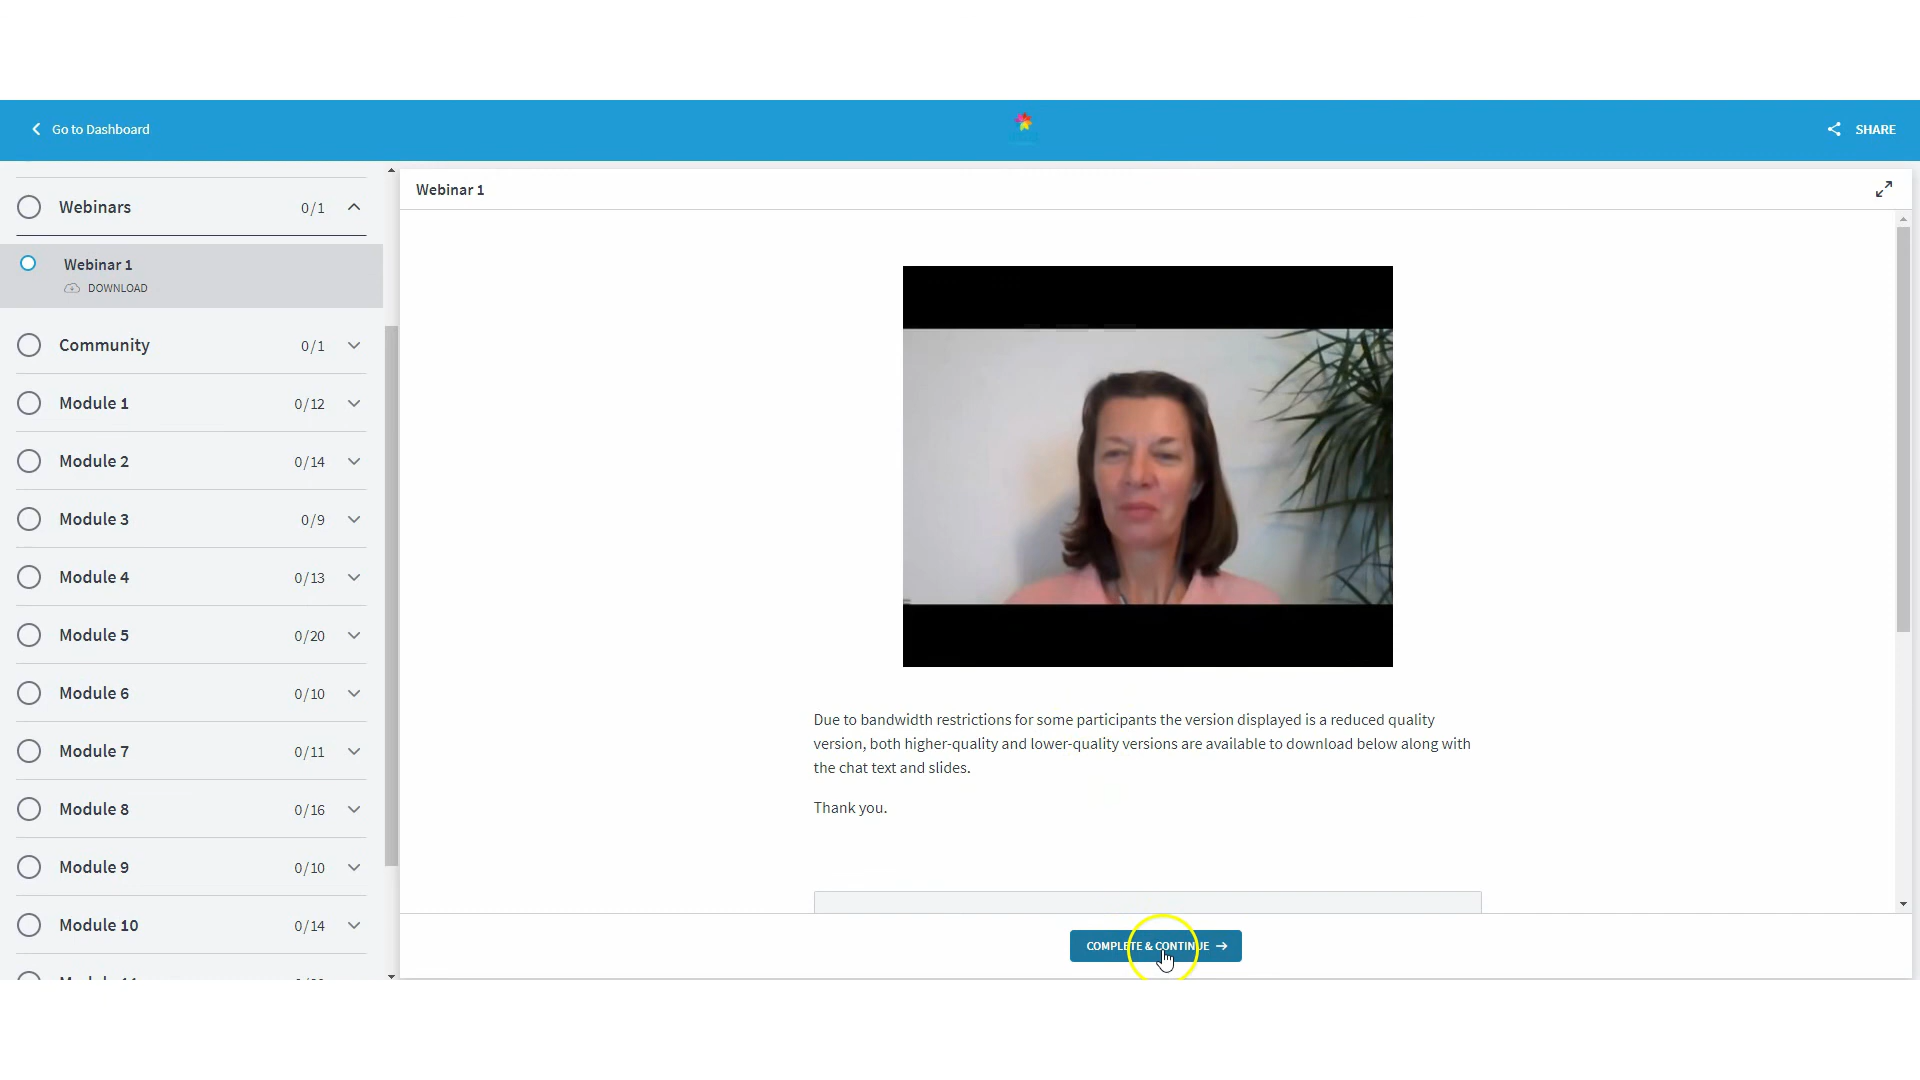 Go to Dashboard
SHARE
Webinars 0/1
Webinar 1
DOWNLOAD
Community 0/1
Module 1 0/12
Module 2 0/14
Module 3 0/9
Module 4 0/13
Module 5 0/20
Module 6 0/10
Module 7 0/11
Module 8 0/16
Module 9 0/10
Module 10 0/14
Webinar 1
Due to bandwidth restrictions for some participants the version displayed is a reduced quality
version, both higher-quality and lower-quality versions are available to download below along with
the chat text and slides.
Thank you.
COMPLETE & CONTINUE